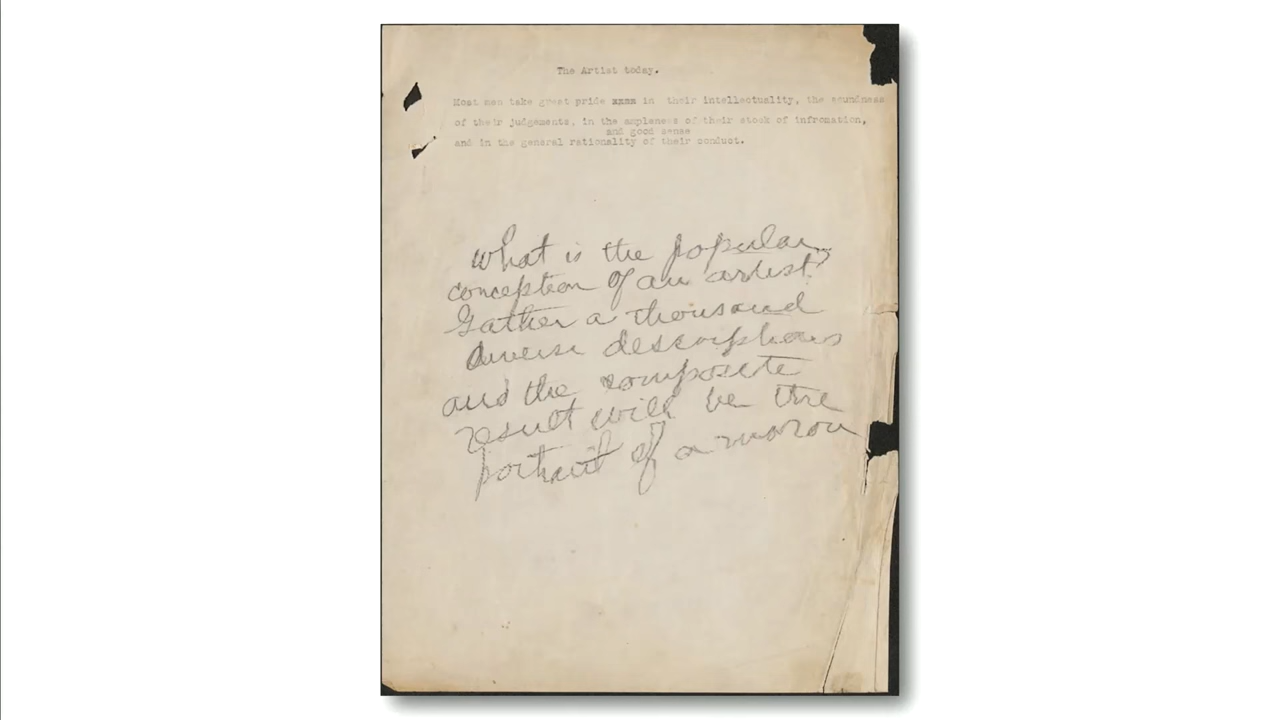 The Artist today.
Most men take great pride xxxx in their intellectuality, the soundness
of their judgements, in the ampleness of their stock of infromation,
and good sense
and in the general rationality of their conduct.
What is the popular
conception of an artist?
Gather a thousand
diverse descriptions
and the composite
result will be the
portrait of a moron